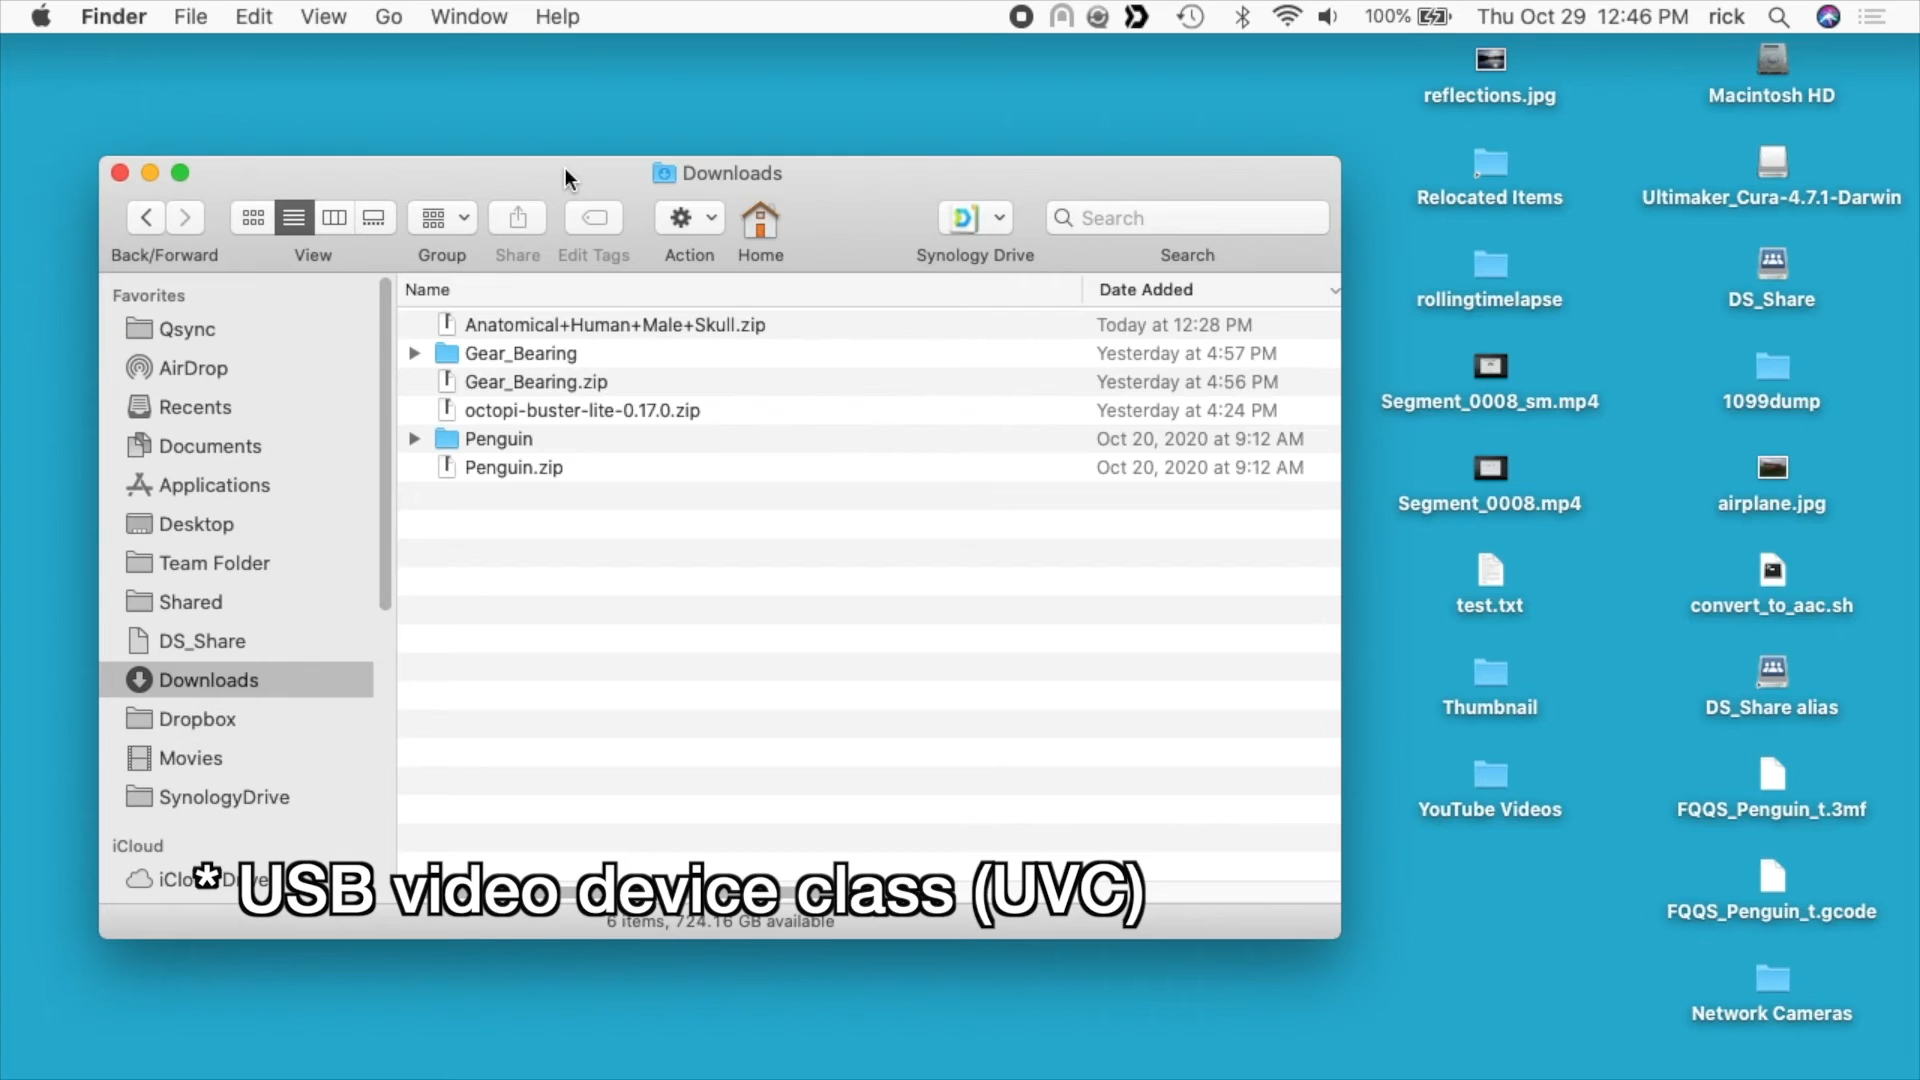 Finder File Edit View Go Window Help 100% Thu Oct 29 12:46 PM rick
Downloads
Search
Back/Forward View Group Share Edit Tags Action Home Synology Drive Search
Favorites
Qsync
AirDrop
Recents
Documents
Applications
Desktop
Team Folder
Shared
DS_Share
Downloads
Dropbox
Movies
SynologyDrive
iCloud
Name Date Added
Anatomical+Human+Male+Skull.zip Today at 12:28 PM
Gear_Bearing Yesterday at 4:57 PM
Gear_Bearing.zip Yesterday at 4:56 PM
octopi-buster-lite-0.17.0.zip Yesterday at 4:24 PM
Penguin Oct 20, 2020 at 9:12 AM
Penguin.zip Oct 20, 2020 at 9:12 AM
* USB video device class (UVC)
6 items, 724.16 GB available
reflections.jpg
Relocated Items
rollingtimelapse
Segment_0008_sm.mp4
Segment_0008.mp4
test.txt
Thumbnail
YouTube Videos
Macintosh HD
Ultimaker_Cura-4.7.1-Darwin
DS_Share
1099dump
airplane.jpg
convert_to_aac.sh
DS_Share alias
FQQS_Penguin_t.3mf
FQQS_Penguin_t.gcode
Network Cameras